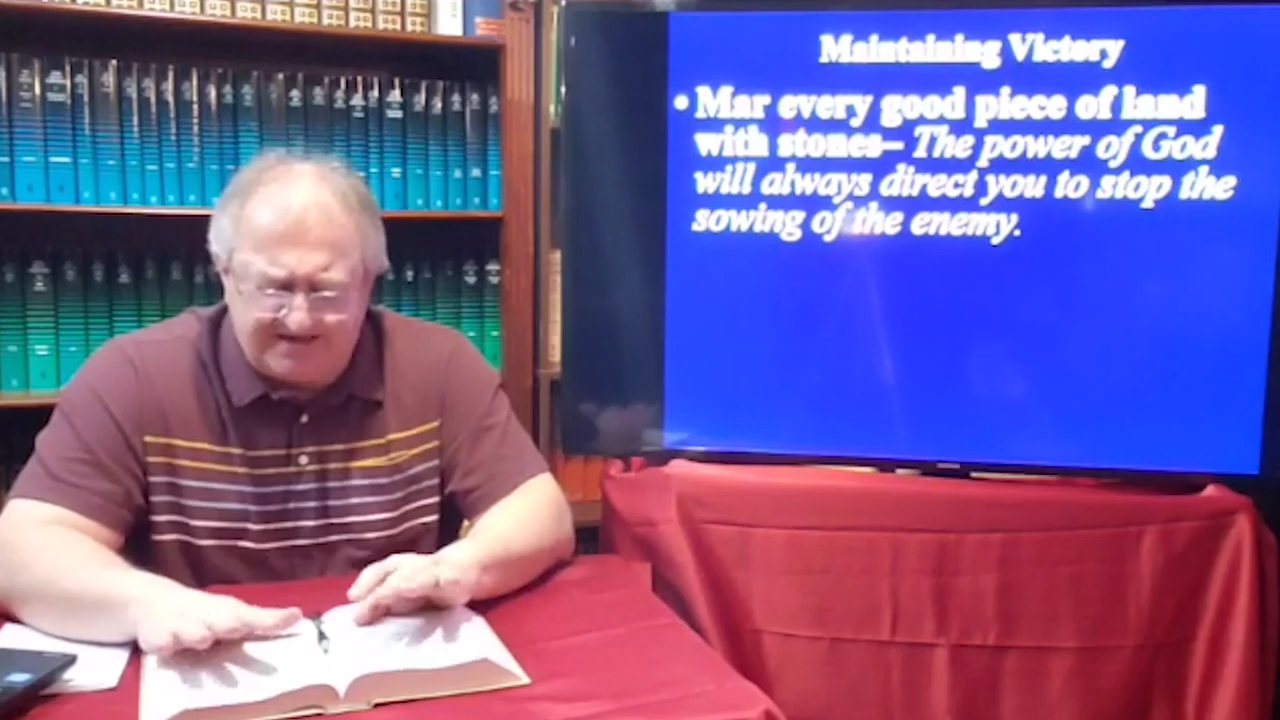 Maintaining Victory
• Mar every good piece of land
with stones– The power of God
will always direct you to stop the
sowing of the enemy.